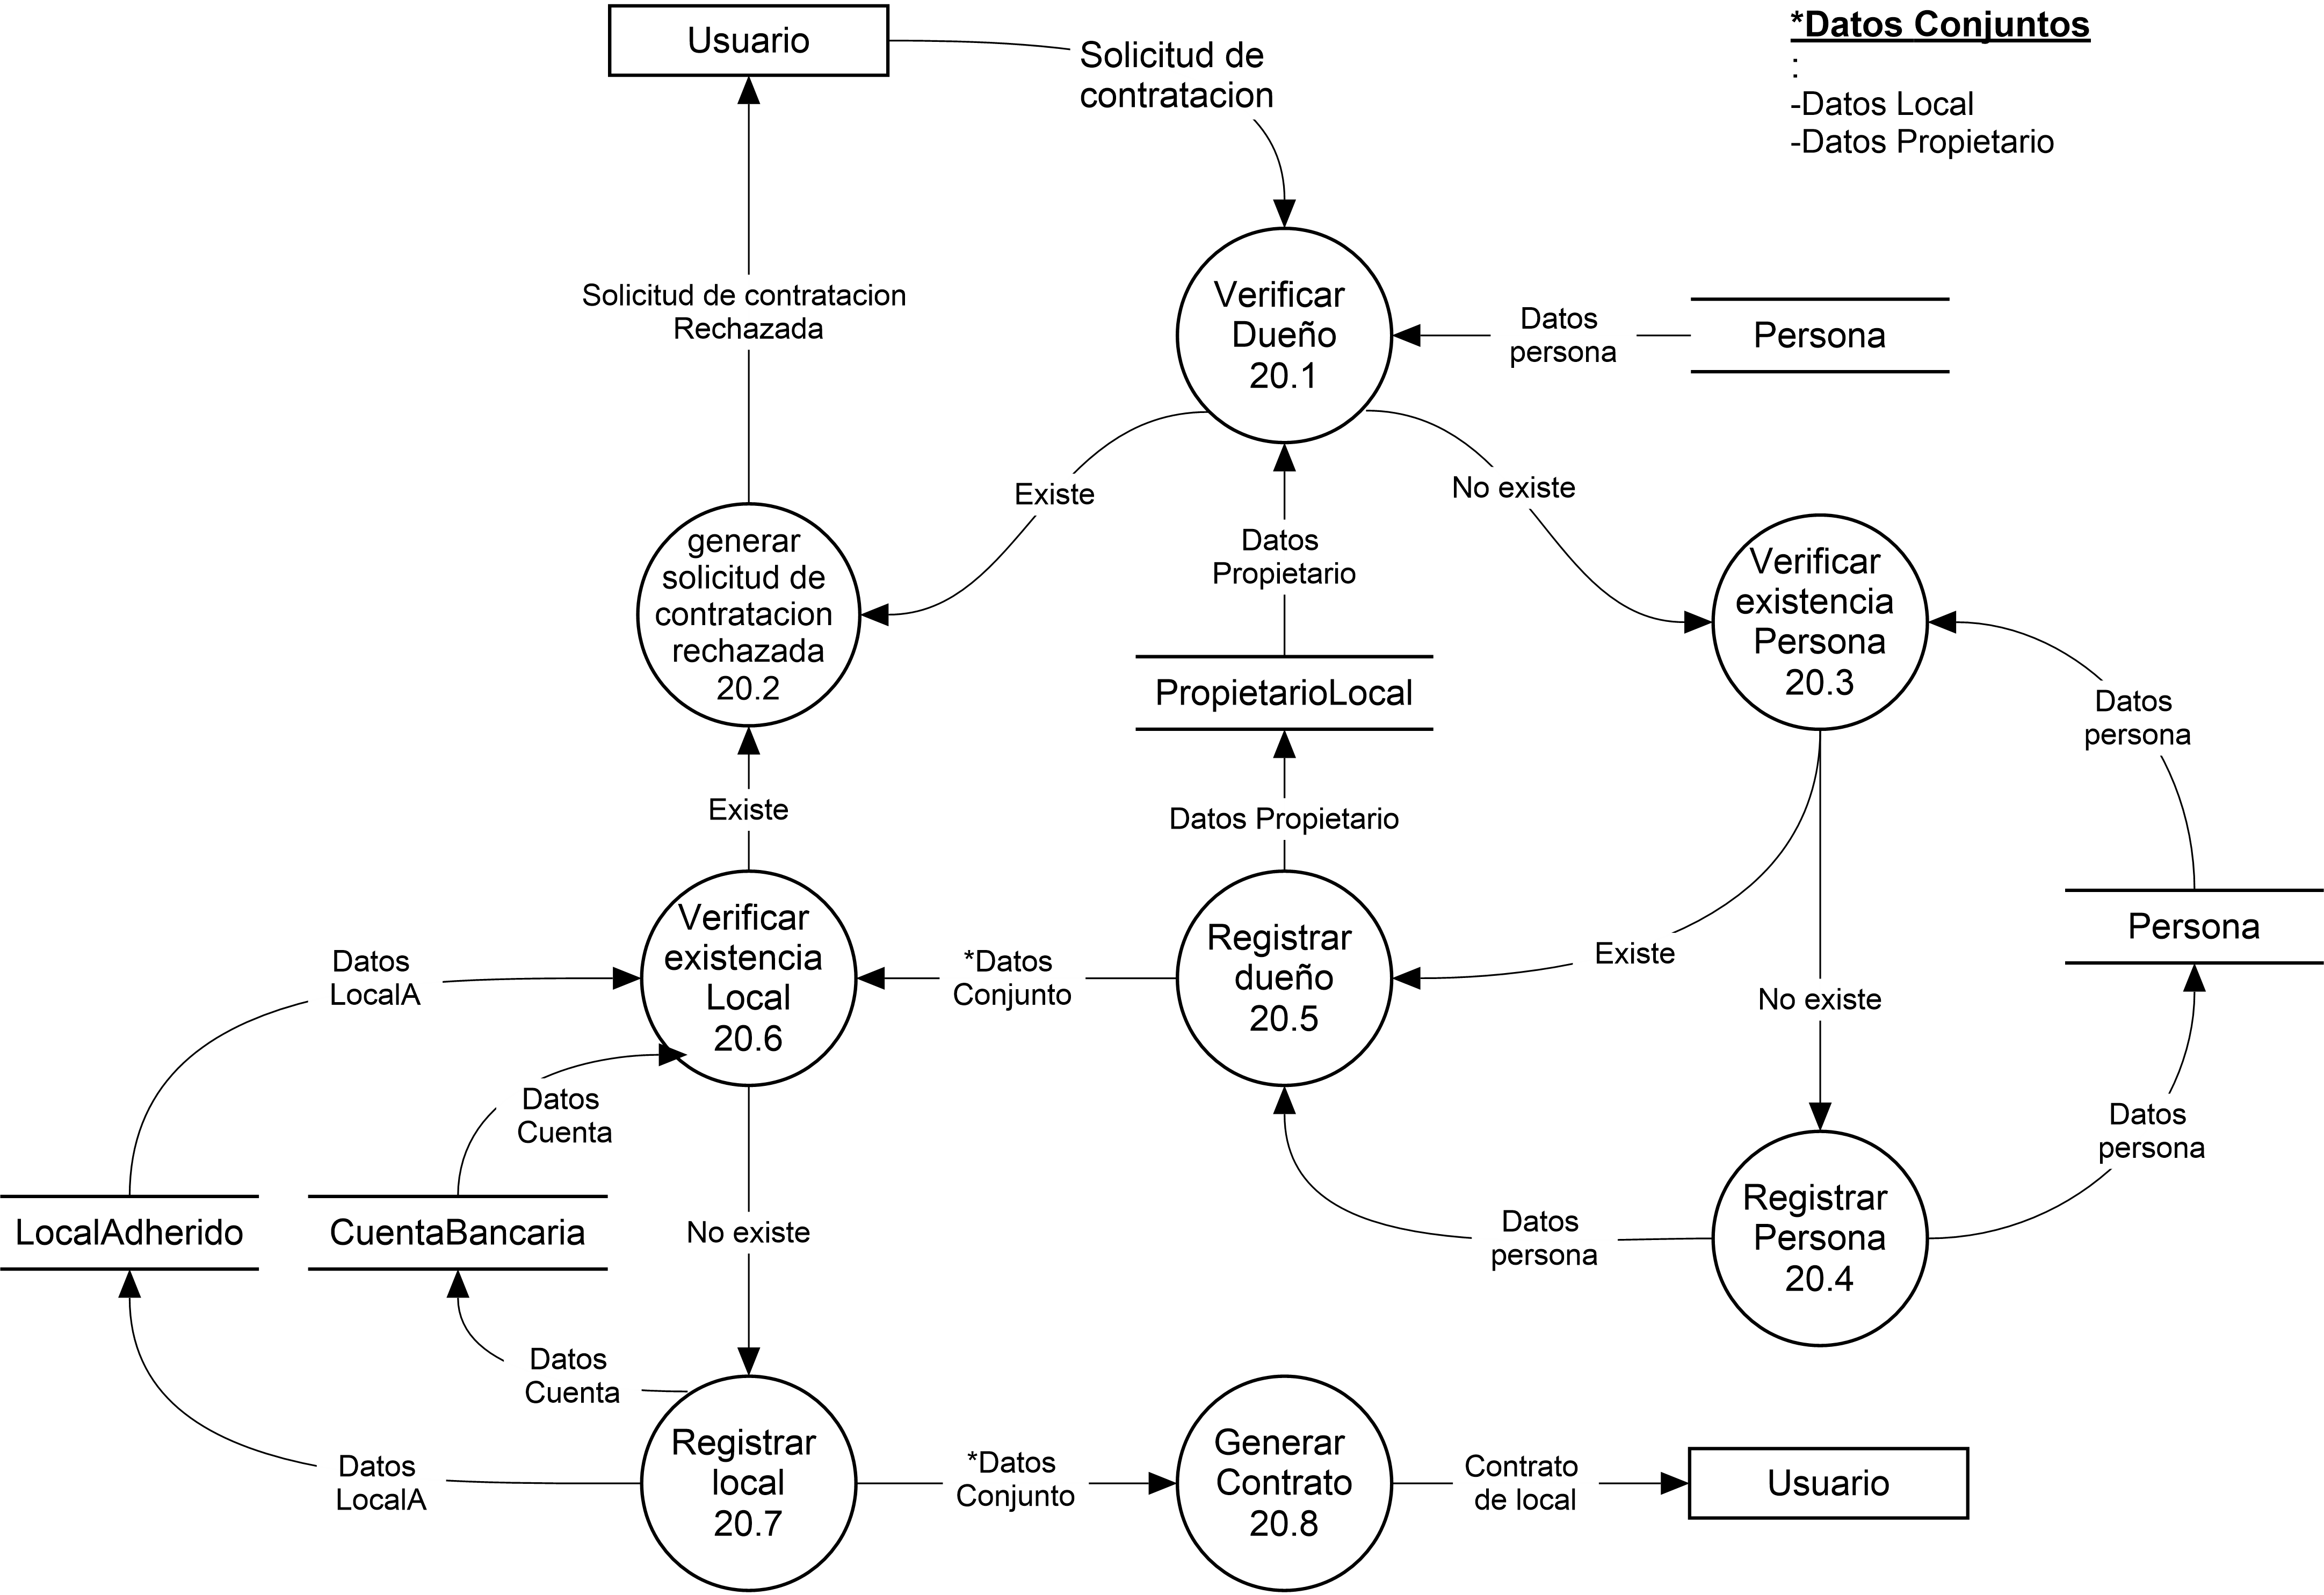 Usuario
Solicitud de
contratacion
*Datos Conjuntos
:
-Datos Local
-Datos Propietario
Solicitud de contratacion
Rechazada
Verificar
Dueño
20.1
Datos
persona
Persona
Existe
No existe
generar
solicitud de
contratacion
rechazada
20.2
Datos
Propietario
Verificar
existencia
Persona
20.3
PropietarioLocal
Datos
persona
Existe
Datos Propietario
Verificar
existencia
Local
20.6
*Datos
Conjunto
Registrar
dueño
20.5
Existe
Persona
No existe
Datos
LocalA
Datos
Cuenta
Datos
persona
LocalAdherido
CuentaBancaria
No existe
Datos
persona
Registrar
Persona
20.4
Datos
Cuenta
Datos
LocalA
Registrar
local
20.7
*Datos
Conjunto
Generar
Contrato
20.8
Contrato
de local
Usuario